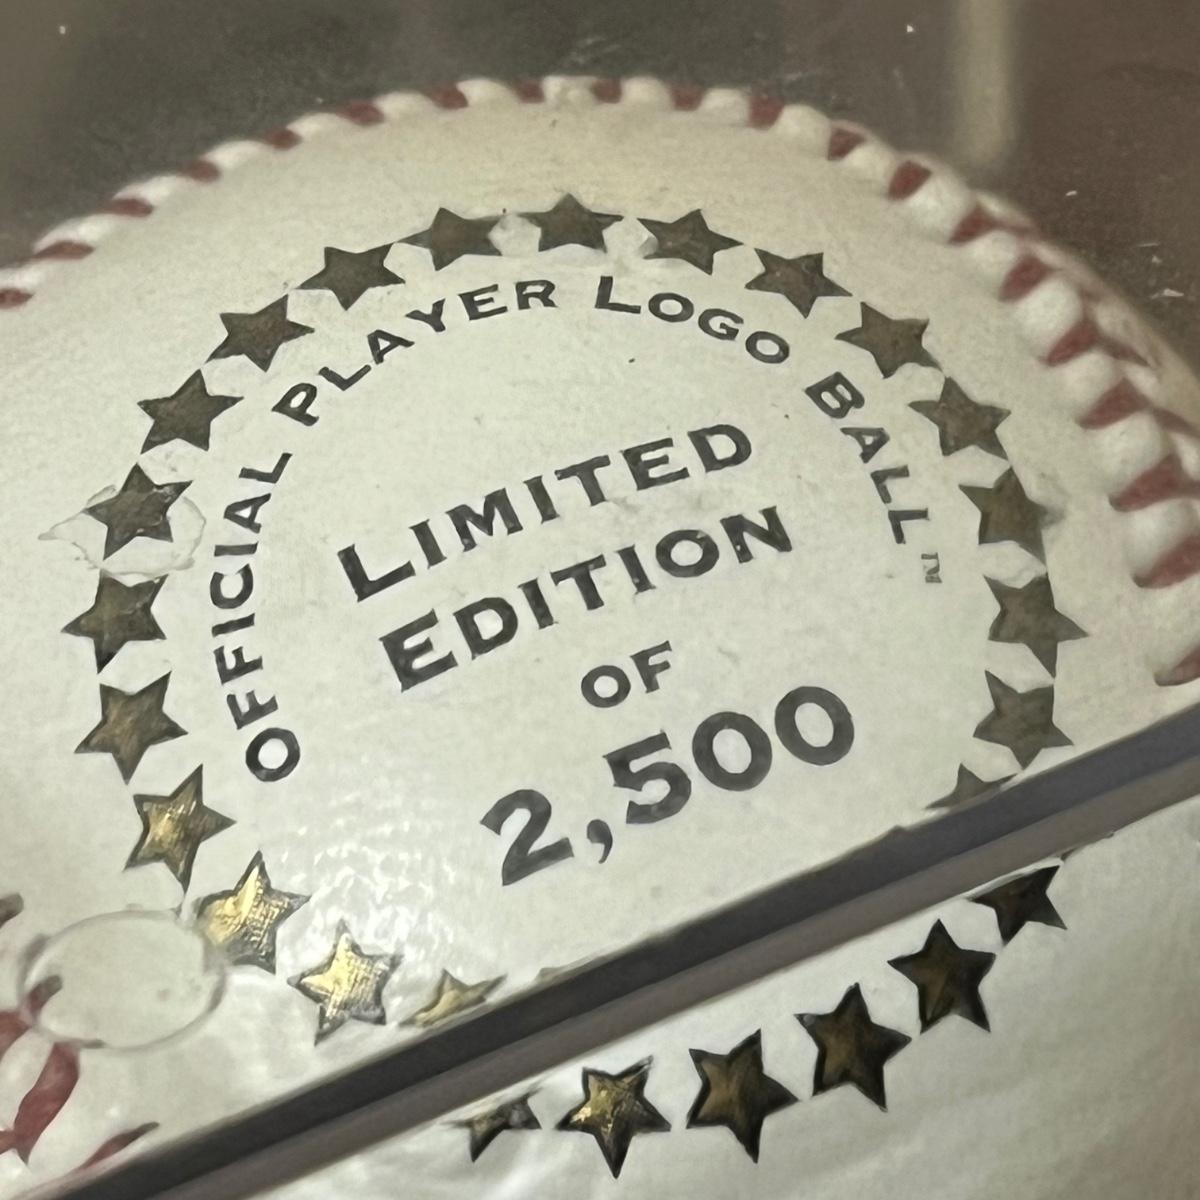 OFFICIAL PLAYER LOGO BALL™
LIMITED
EDITION
OF
2,500